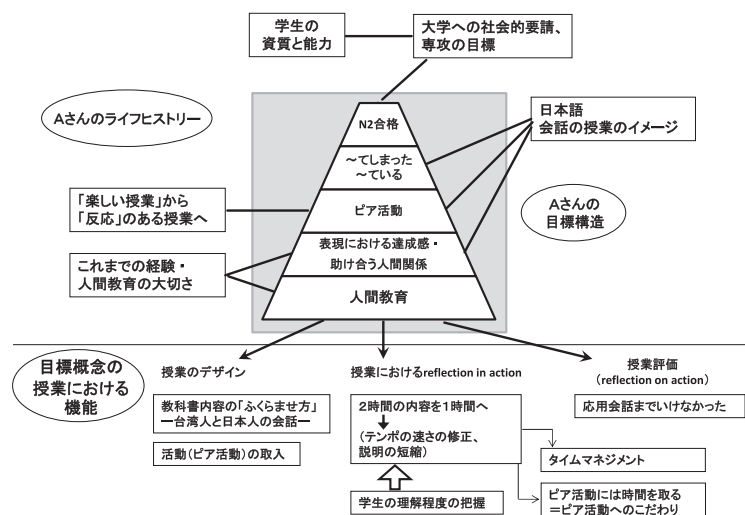 学生の
資質と能力
大学への社会的要請、
専攻の目標
Aさんのライフヒストリー
N2合格
日本語
会話の授業のイメージ
～てしまった
～ている
「楽しい授業」から
「反応」のある授業へ
ピア活動
Aさんの
目標構造
これまでの経験・
人間教育の大切さ
表現における達成感・
助け合う人間関係
人間教育
目標概念の
授業における
機能
授業のデザイン
授業におけるreflection in action
授業評価
（reflection on action）
教科書内容の「ふくらませ方」
―台湾人と日本人の会話―
活動（ピア活動）の取入
2時間の内容を1時間へ
（テンポの速さの修正、
説明の短縮）
学生の理解程度の把握
応用会話までいけなかった
タイムマネジメント
ピア活動には時間を取る
＝ピア活動へのこだわり